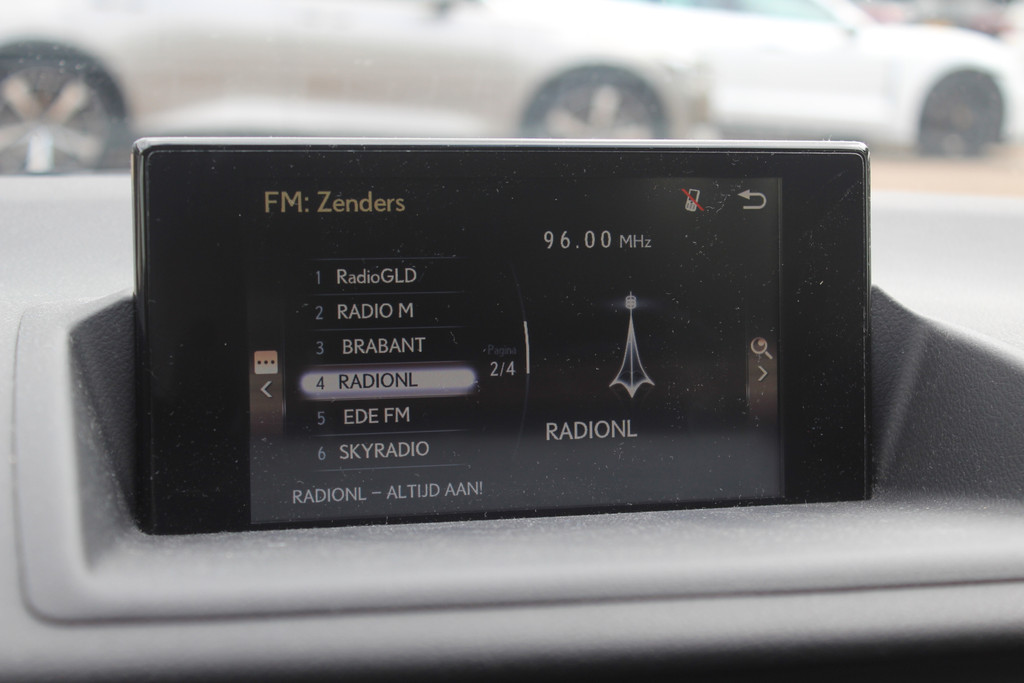 FM: Zenders
96.00 MHz
1 RadioGLD
2 RADIO M
3 BRABANT
4 RADIONL
5 EDE FM
6 SKYRADIO
Pagina
2/4
RADIONL
RADIONL – ALTIJD AAN!